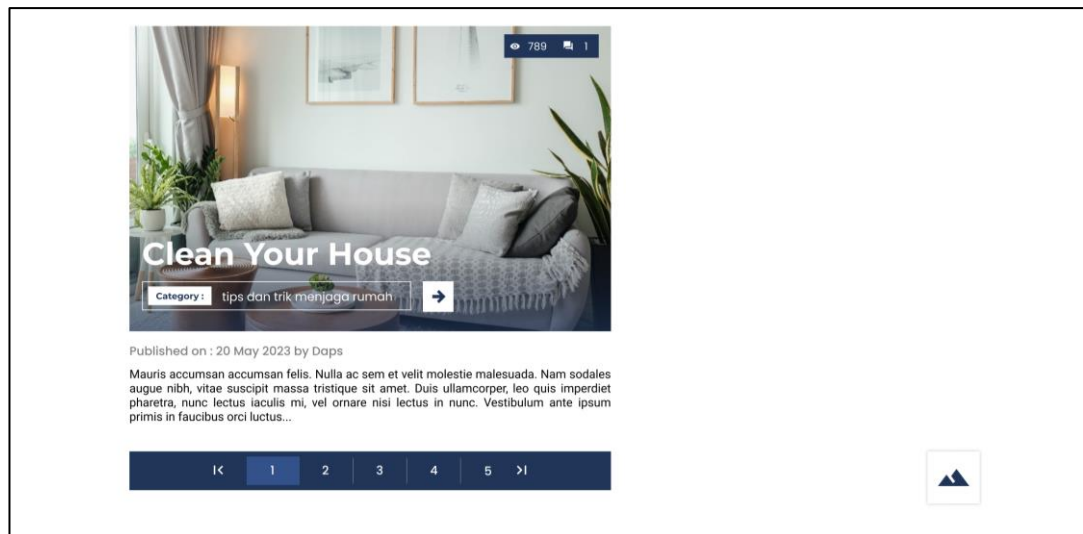 789 1
Clean Your House
Category : tips dan trik menjaga rumah
Published on : 20 May 2023 by Daps
Mauris accumsan accumsan felis. Nulla ac sem et velit molestie malesuada. Nam sodales
augue nibh, vitae suscipit massa tristique sit amet. Duis ullamcorper, leo quis imperdiet
pharetra, nunc lectus iaculis mi, vel ornare nisi lectus in nunc. Vestibulum ante ipsum
primis in faucibus orci luctus...
1 2 3 4 5